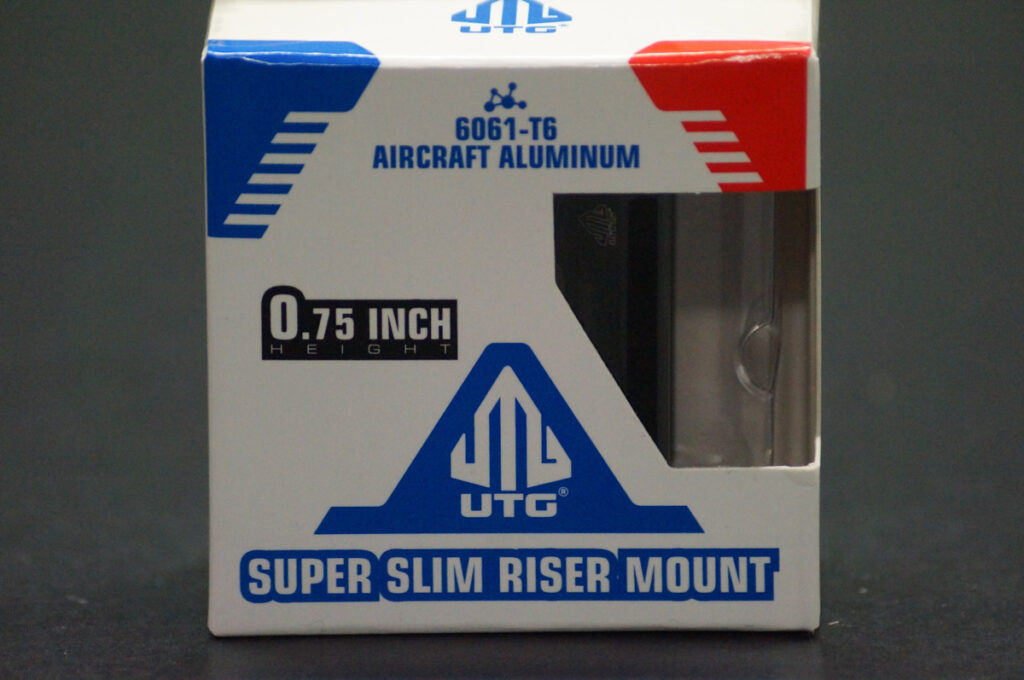 UTG®
6061-T6
AIRCRAFT ALUMINUM
0.75 INCH
HEIGHT
UTG®
SUPER SLIM RISER MOUNT